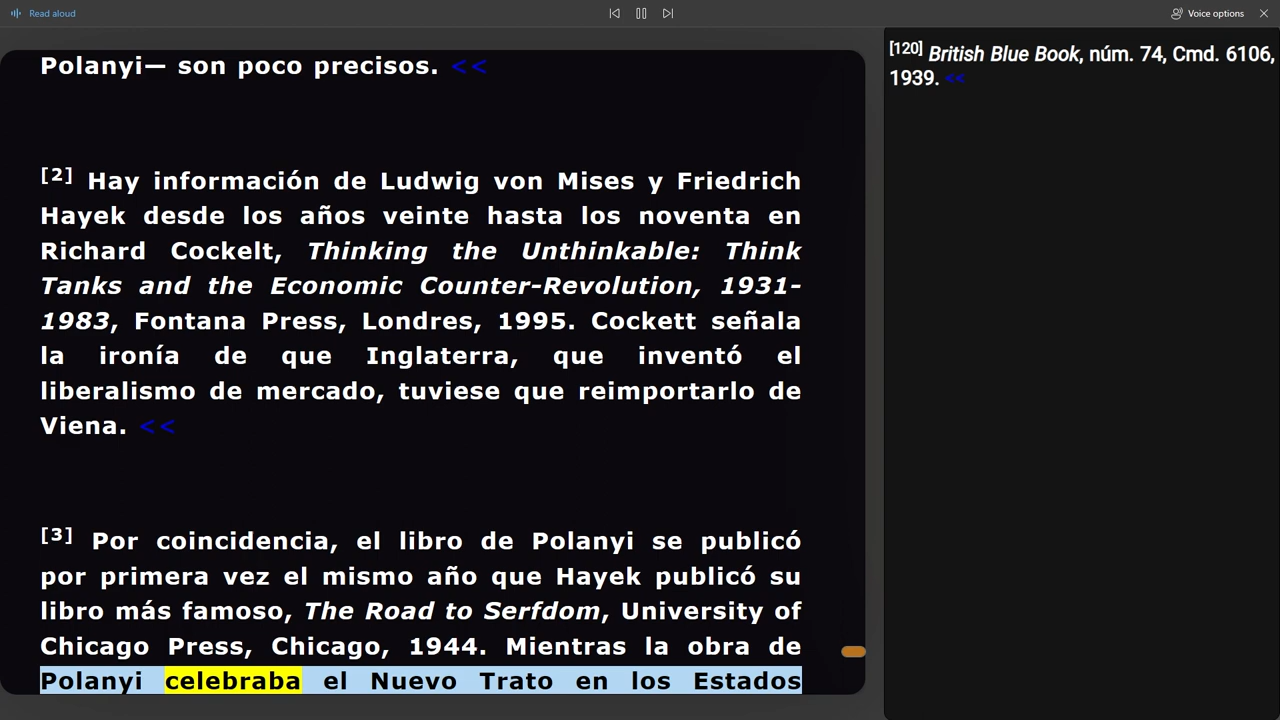 Read aloud
Voice options
Polanyi— son poco precisos. <<
[2] Hay información de Ludwig von Mises y Friedrich
Hayek desde los años veinte hasta los noventa en
Richard Cockelt, Thinking the Unthinkable: Think
Tanks and the Economic Counter-Revolution, 1931-
1983, Fontana Press, Londres, 1995. Cockett señala
la ironía de que Inglaterra, que inventó el
liberalismo de mercado, tuviese que reimportarlo de
Viena. <<
[3] Por coincidencia, el libro de Polanyi se publicó
por primera vez el mismo año que Hayek publicó su
libro más famoso, The Road to Serfdom, University of
Chicago Press, Chicago, 1944. Mientras la obra de
Polanyi celebraba el Nuevo Trato en los Estados
[120] British Blue Book, núm. 74, Cmd. 6106,
1939. <<